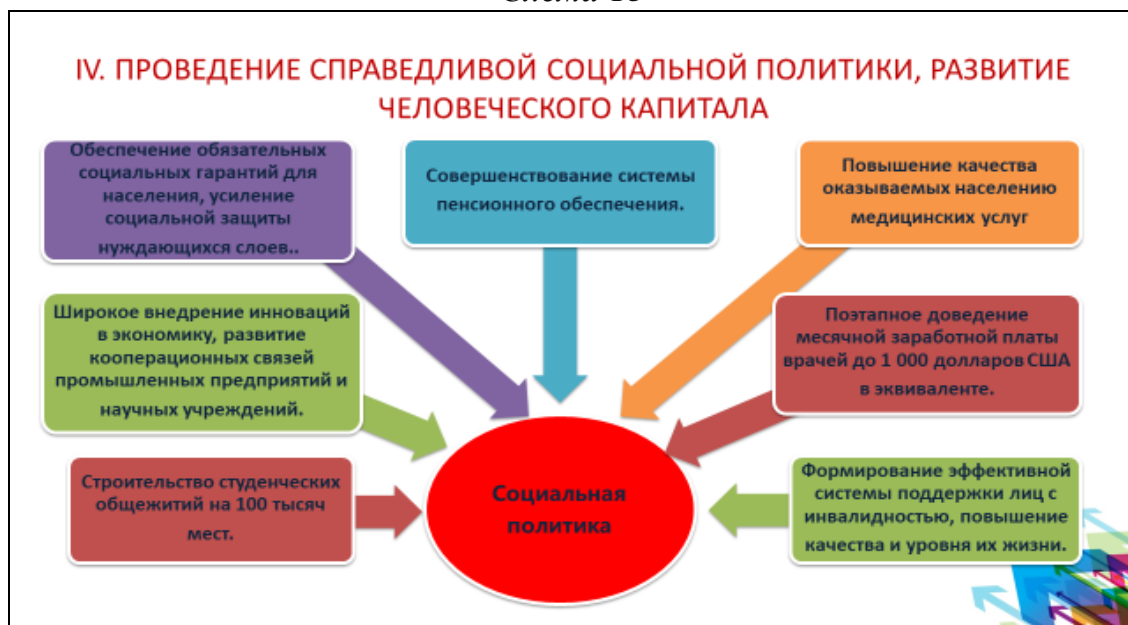 IV. ПРОВЕДЕНИЕ СПРАВЕДЛИВОЙ СОЦИАЛЬНОЙ ПОЛИТИКИ, РАЗВИТИЕ
ЧЕЛОВЕЧЕСКОГО КАПИТАЛА
Обеспечение обязательных
социальных гарантий для
населения, усиление
социальной защиты
нуждающихся слоев..
Совершенствование системы
пенсионного обеспечения.
Повышение качества
оказываемых населению
медицинских услуг
Широкое внедрение инноваций
в экономику, развитие
кооперационных связей
промышленных предприятий и
научных учреждений.
Поэтапное доведение
месячной заработной платы
врачей до 1 000 долларов США
в эквиваленте.
Строительство студенческих
общежитий на 100 тысяч
мест.
Социальная
политика
Формирование эффективной
системы поддержки лиц с
инвалидностью, повышение
качества и уровня их жизни.